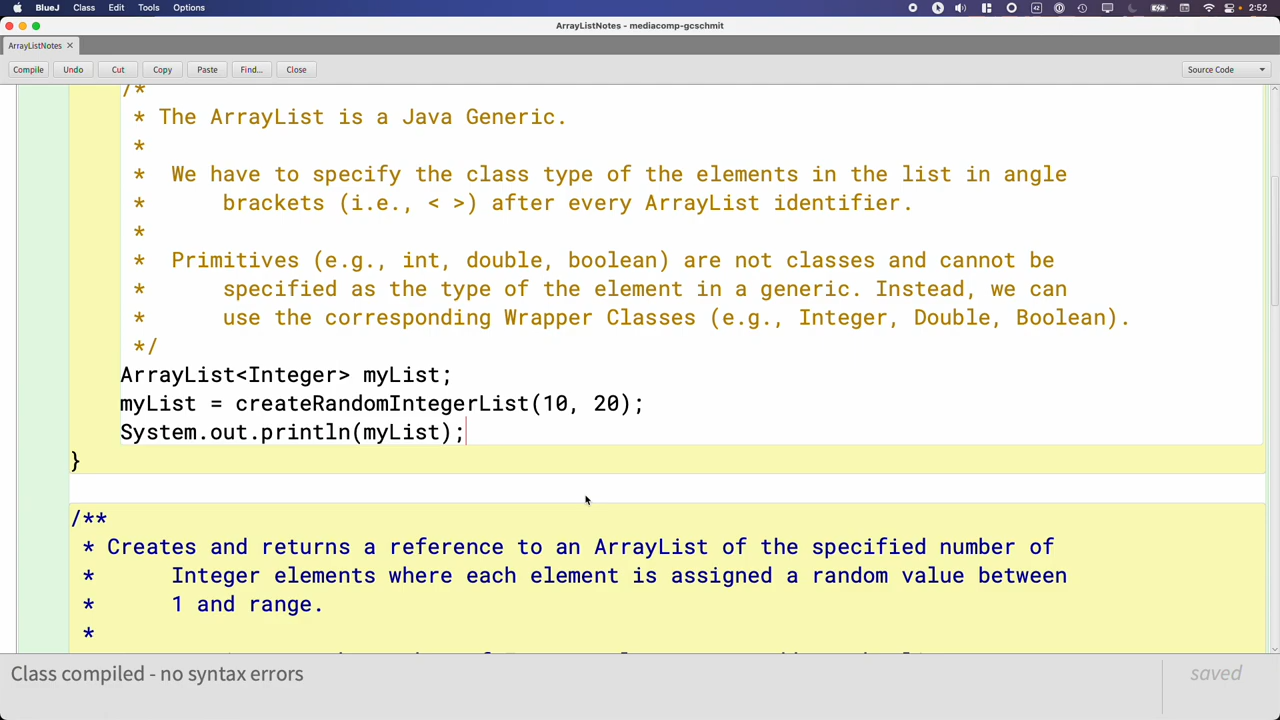 BlueJ Class Edit Tools Options 2:52
ArrayListNotes - mediacomp-gcschmit
ArrayListNotes ×
Compile Undo Cut Copy Paste Find... Close Source Code
/*
* The ArrayList is a Java Generic.
*
* We have to specify the class type of the elements in the list in angle
* brackets (i.e., < >) after every ArrayList identifier.
*
* Primitives (e.g., int, double, boolean) are not classes and cannot be
* specified as the type of the element in a generic. Instead, we can
* use the corresponding Wrapper Classes (e.g., Integer, Double, Boolean).
*/
ArrayList<Integer> myList;
myList = createRandomIntegerList(10, 20);
System.out.println(myList);
}
/**
* Creates and returns a reference to an ArrayList of the specified number of
* Integer elements where each element is assigned a random value between
* 1 and range.
*
Class compiled - no syntax errors
saved